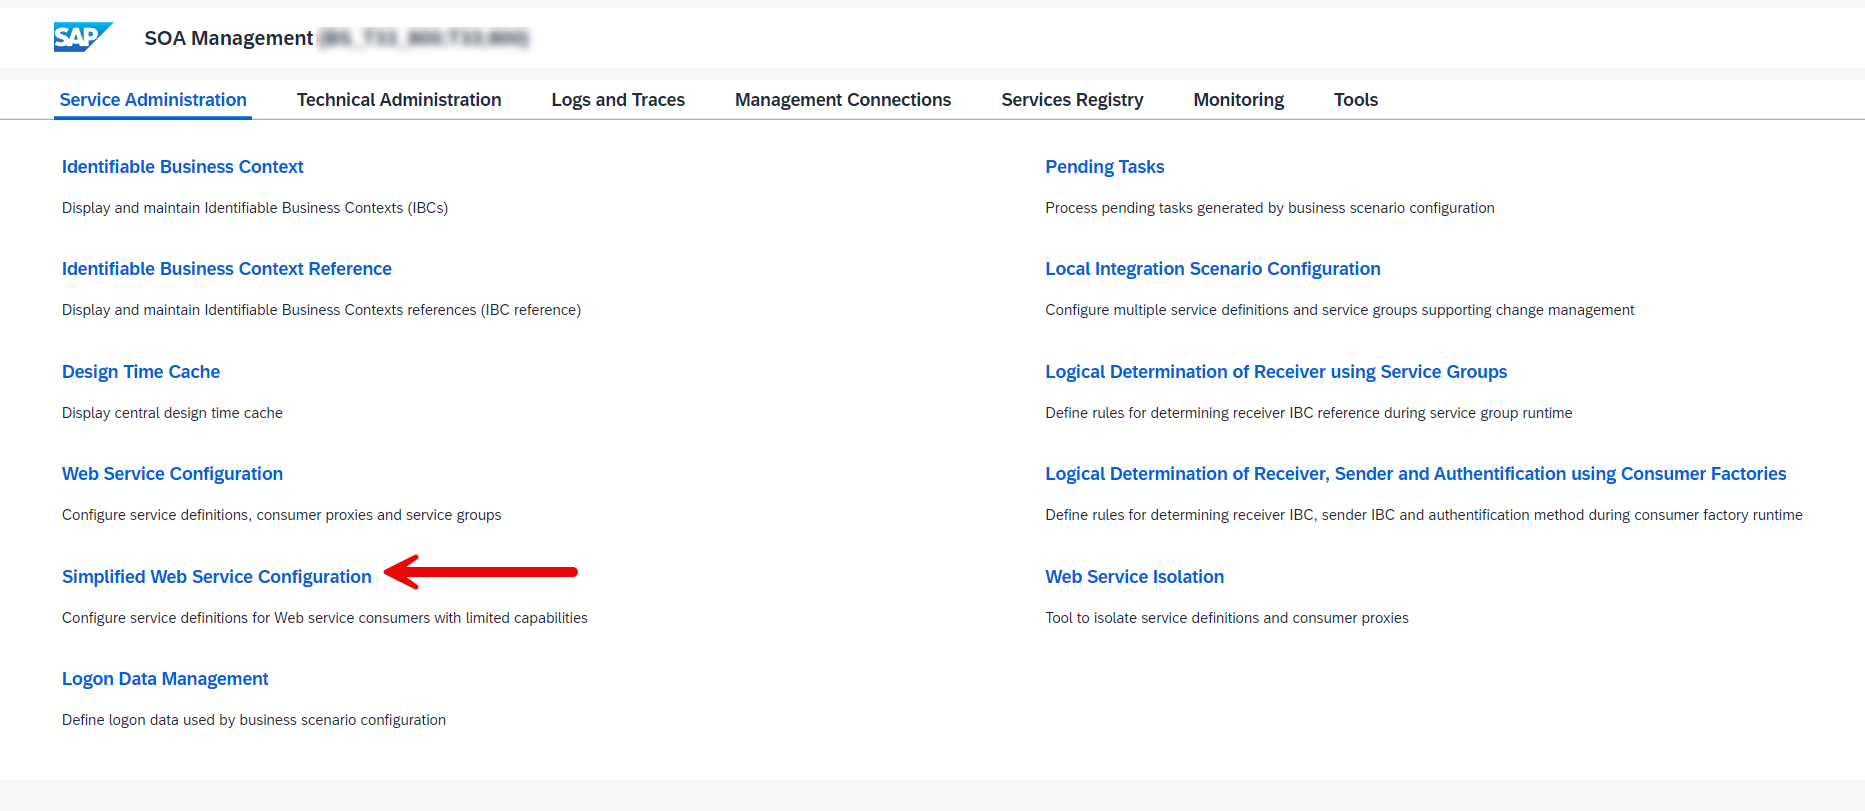 SAP SOA Management
Service Administration Technical Administration Logs and Traces Management Connections Services Registry Monitoring Tools
Identifiable Business Context
Display and maintain Identifiable Business Contexts (IBCs)
Identifiable Business Context Reference
Display and maintain Identifiable Business Contexts references (IBC reference)
Design Time Cache
Display central design time cache
Web Service Configuration
Configure service definitions, consumer proxies and service groups
Simplified Web Service Configuration
Configure service definitions for Web service consumers with limited capabilities
Logon Data Management
Define logon data used by business scenario configuration
Pending Tasks
Process pending tasks generated by business scenario configuration
Local Integration Scenario Configuration
Configure multiple service definitions and service groups supporting change management
Logical Determination of Receiver using Service Groups
Define rules for determining receiver IBC reference during service group runtime
Logical Determination of Receiver, Sender and Authentification using Consumer Factories
Define rules for determining receiver IBC, sender IBC and authentification method during consumer factory runtime
Web Service Isolation
Tool to isolate service definitions and consumer proxies